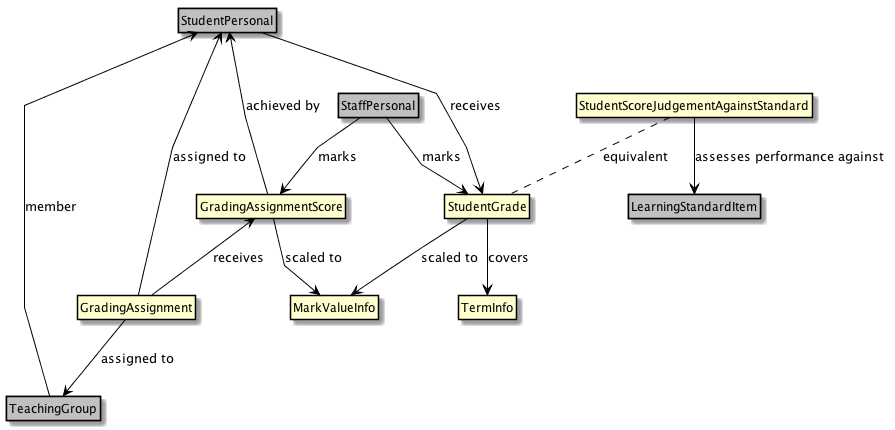 StudentPersonal
StaffPersonal
StudentScoreJudgementAgainstStandard
achieved by
receives
assigned to
marks
marks
equivalent
assesses performance against
member
GradingAssignmentScore
StudentGrade
LearningStandardItem
receives
scaled to
scaled to
covers
GradingAssignment
MarkValueInfo
TermInfo
assigned to
TeachingGroup